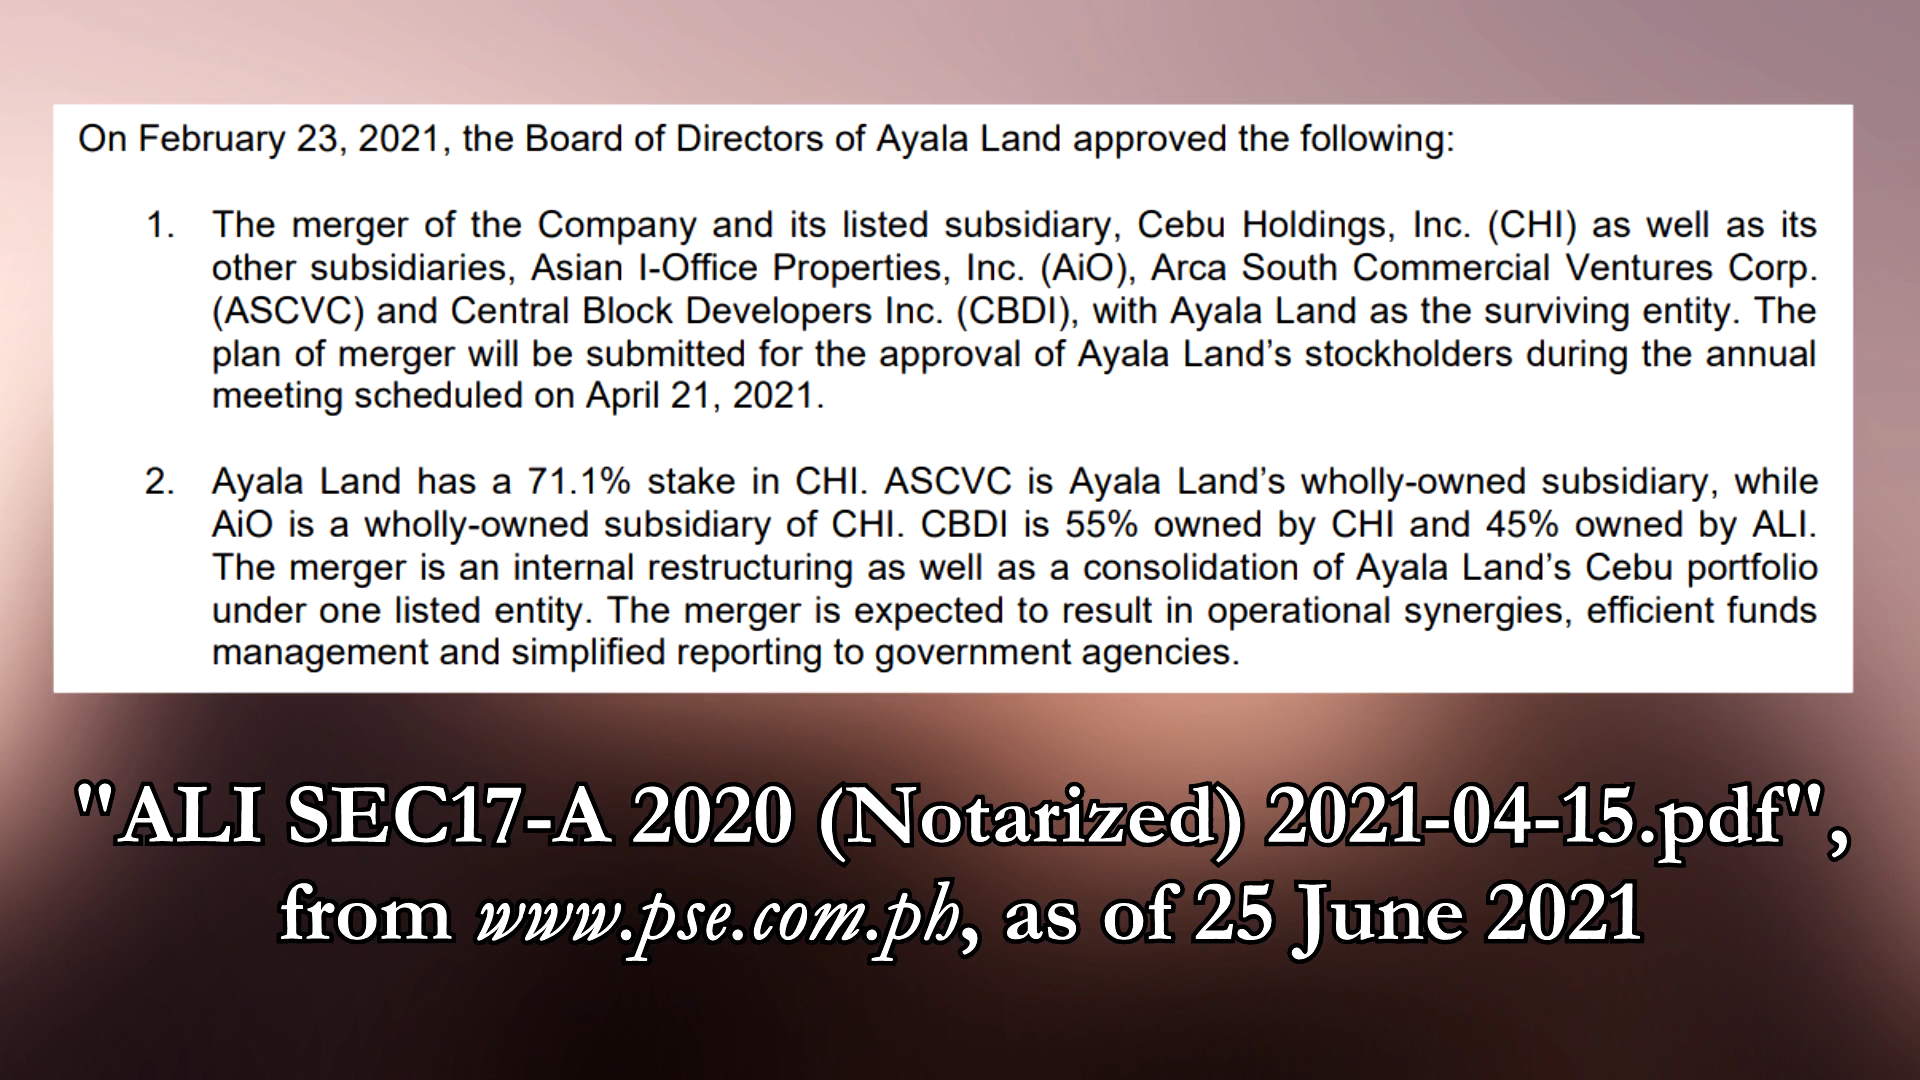 On February 23, 2021, the Board of Directors of Ayala Land approved the following:
1. The merger of the Company and its listed subsidiary, Cebu Holdings, Inc. (CHI) as well as its
other subsidiaries, Asian I-Office Properties, Inc. (AiO), Arca South Commercial Ventures Corp.
(ASCVC) and Central Block Developers Inc. (CBDI), with Ayala Land as the surviving entity. The
plan of merger will be submitted for the approval of Ayala Land’s stockholders during the annual
meeting scheduled on April 21, 2021.
2. Ayala Land has a 71.1% stake in CHI. ASCVC is Ayala Land’s wholly-owned subsidiary, while
AiO is a wholly-owned subsidiary of CHI. CBDI is 55% owned by CHI and 45% owned by ALI.
The merger is an internal restructuring as well as a consolidation of Ayala Land’s Cebu portfolio
under one listed entity. The merger is expected to result in operational synergies, efficient funds
management and simplified reporting to government agencies.
"ALI SEC17-A 2020 (Notarized) 2021-04-15.pdf",
from www.pse.com.ph, as of 25 June 2021